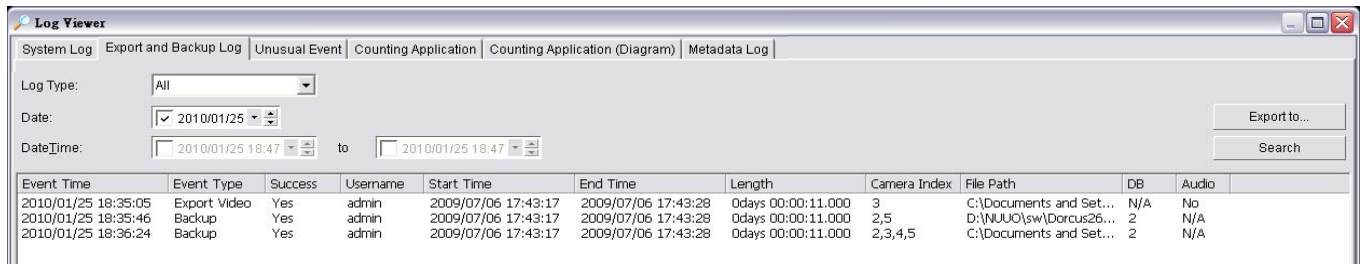 Log Viewer
System Log Export and Backup Log Unusual Event Counting Application Counting Application (Diagram) Metadata Log
Log Type: All
Date: 2010/01/25 Export to...
DateTime: 2010/01/25 18:47 to 2010/01/25 18:47 Search
Event Time Event Type Success Username Start Time End Time Length Camera Index File Path DB Audio
2010/01/25 18:35:05 Export Video Yes admin 2009/07/06 17:43:17 2009/07/06 17:43:28 0days 00:00:11.000 3 C:\Documents and Set... N/A No
2010/01/25 18:35:46 Backup Yes admin 2009/07/06 17:43:17 2009/07/06 17:43:28 0days 00:00:11.000 2,5 D:\NUUO\sw\Dorcus26... 2 N/A
2010/01/25 18:36:24 Backup Yes admin 2009/07/06 17:43:17 2009/07/06 17:43:28 0days 00:00:11.000 2,3,4,5 C:\Documents and Set... 2 N/A